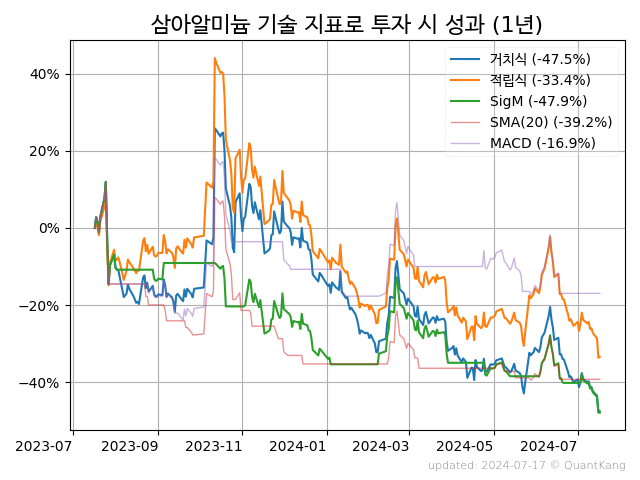 삼아알미늄 기술 지표로 투자 시 성과 (1년)
거치식 (-47.5%)
적립식 (-33.4%)
SigM (-47.9%)
SMA(20) (-39.2%)
MACD (-16.9%)
40%
20%
0%
−20%
−40%
2023-07 2023-09 2023-11 2024-01 2024-03 2024-05 2024-07
updated: 2024-07-17 © QuantKang